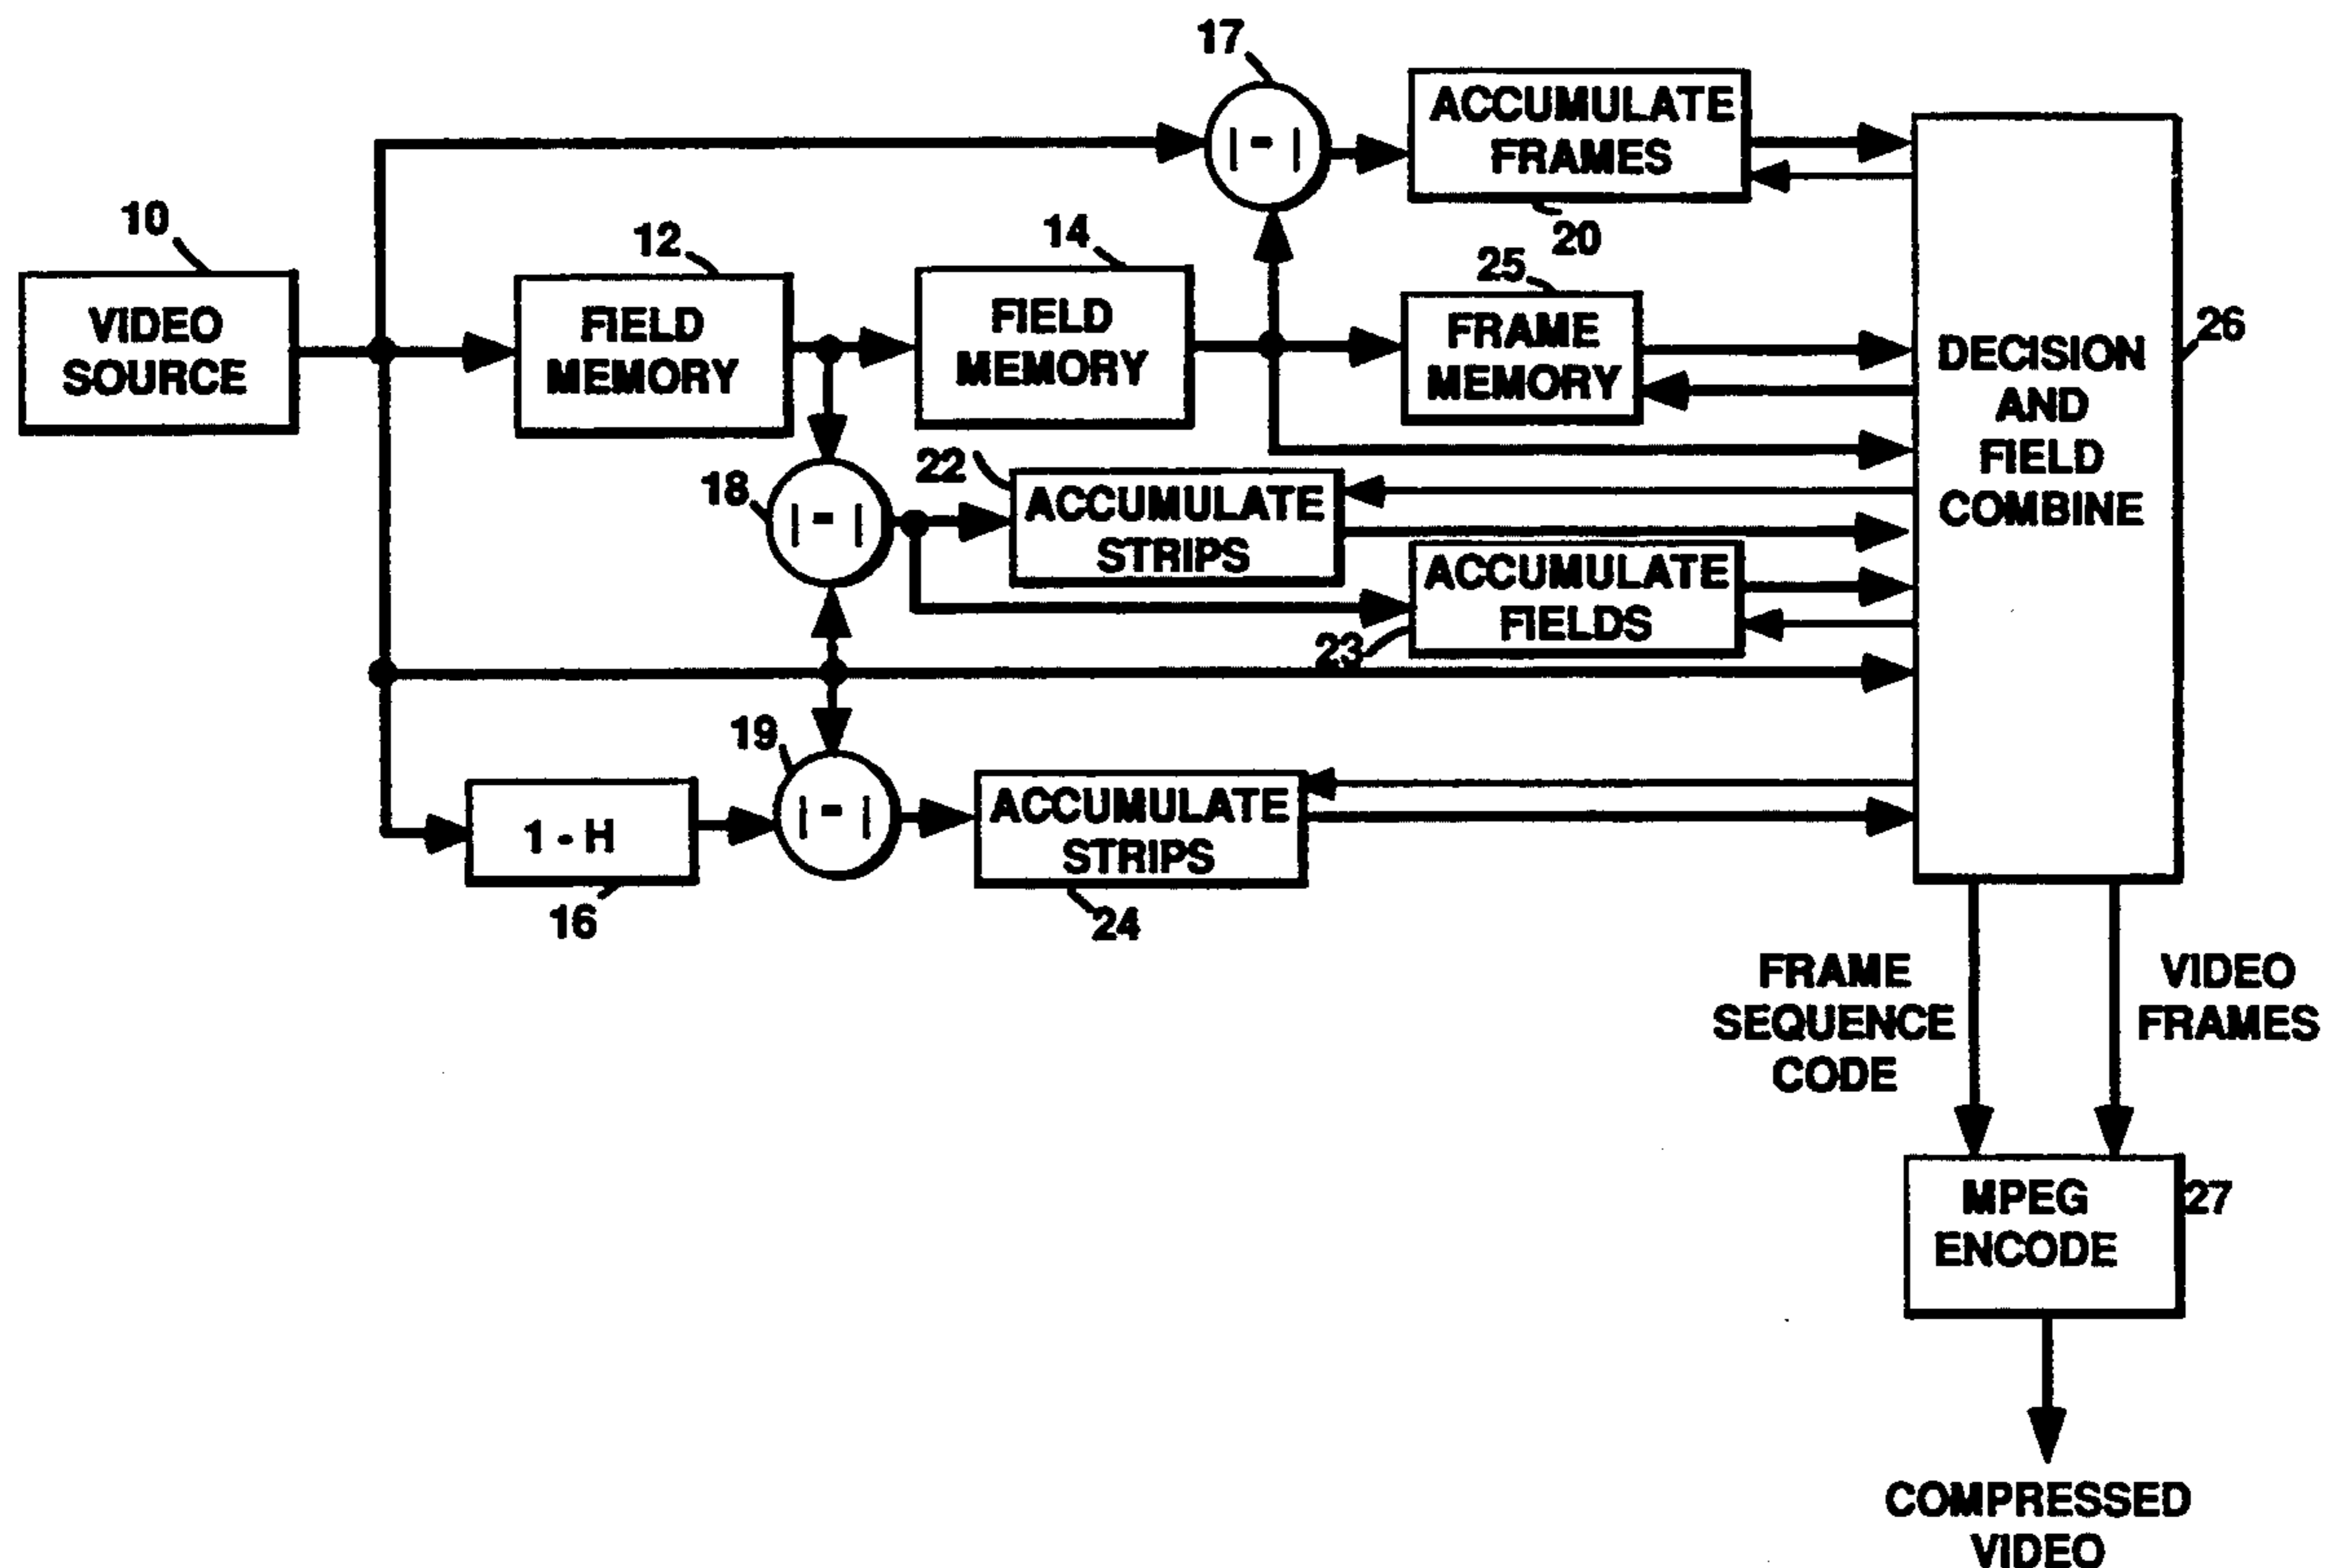 17
ACCUMULATE
FRAMES
20
10
VIDEO
SOURCE
12
FIELD
MEMORY
14
FIELD
MEMORY
25
FRAME
MEMORY
26
DECISION
AND
FIELD
COMBINE
18
| - |
| - |
22
ACCUMULATE
STRIPS
ACCUMULATE
FIELDS
23
19
| - |
1 - H
16
ACCUMULATE
STRIPS
24
FRAME
SEQUENCE
CODE
VIDEO
FRAMES
MPEG
ENCODE
27
COMPRESSED
VIDEO